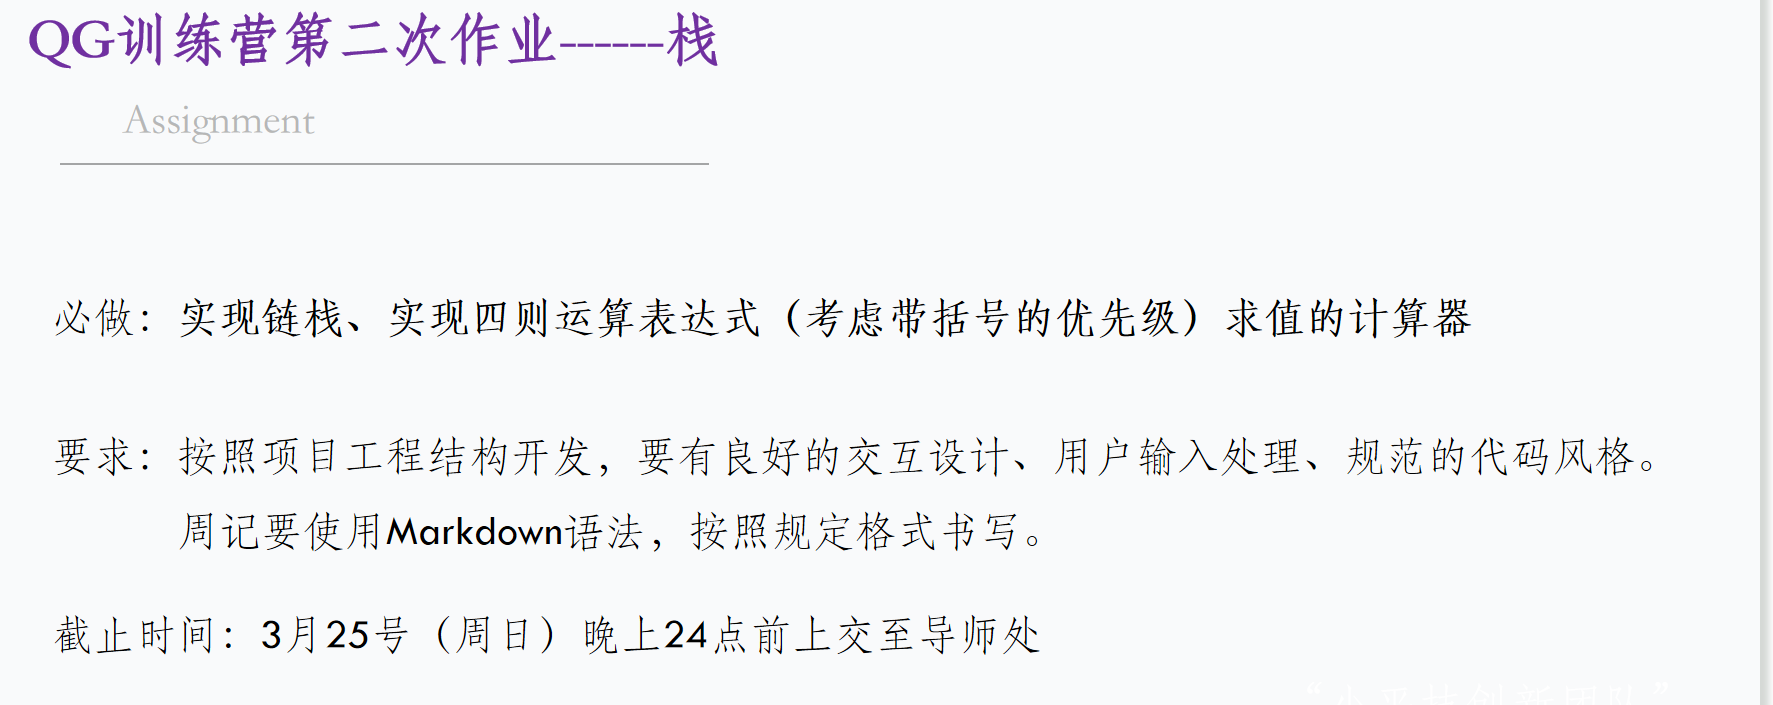 QG训练营第二次作业------栈
Assignment
必做：实现链栈、实现四则运算表达式（考虑带括号的优先级）求值的计算器
要求：按照项目工程结构开发，要有良好的交互设计、用户输入处理、规范的代码风格。
周记要使用Markdown语法，按照规定格式书写。
截止时间：3月25号（周日）晚上24点前上交至导师处